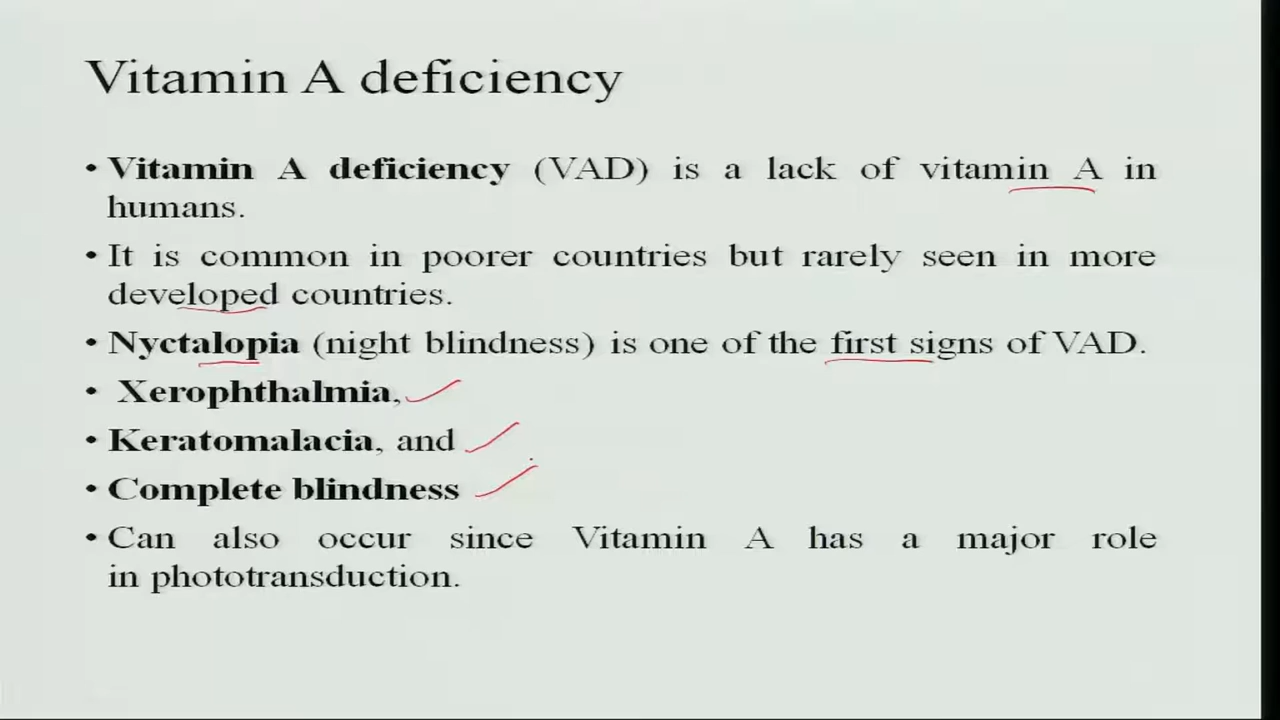 Vitamin A deficiency
• Vitamin A deficiency (VAD) is a lack of vitamin A in
humans.
• It is common in poorer countries but rarely seen in more
developed countries.
• Nyctalopia (night blindness) is one of the first signs of VAD.
• Xerophthalmia,
• Keratomalacia, and
• Complete blindness
• Can also occur since Vitamin A has a major role
in phototransduction.